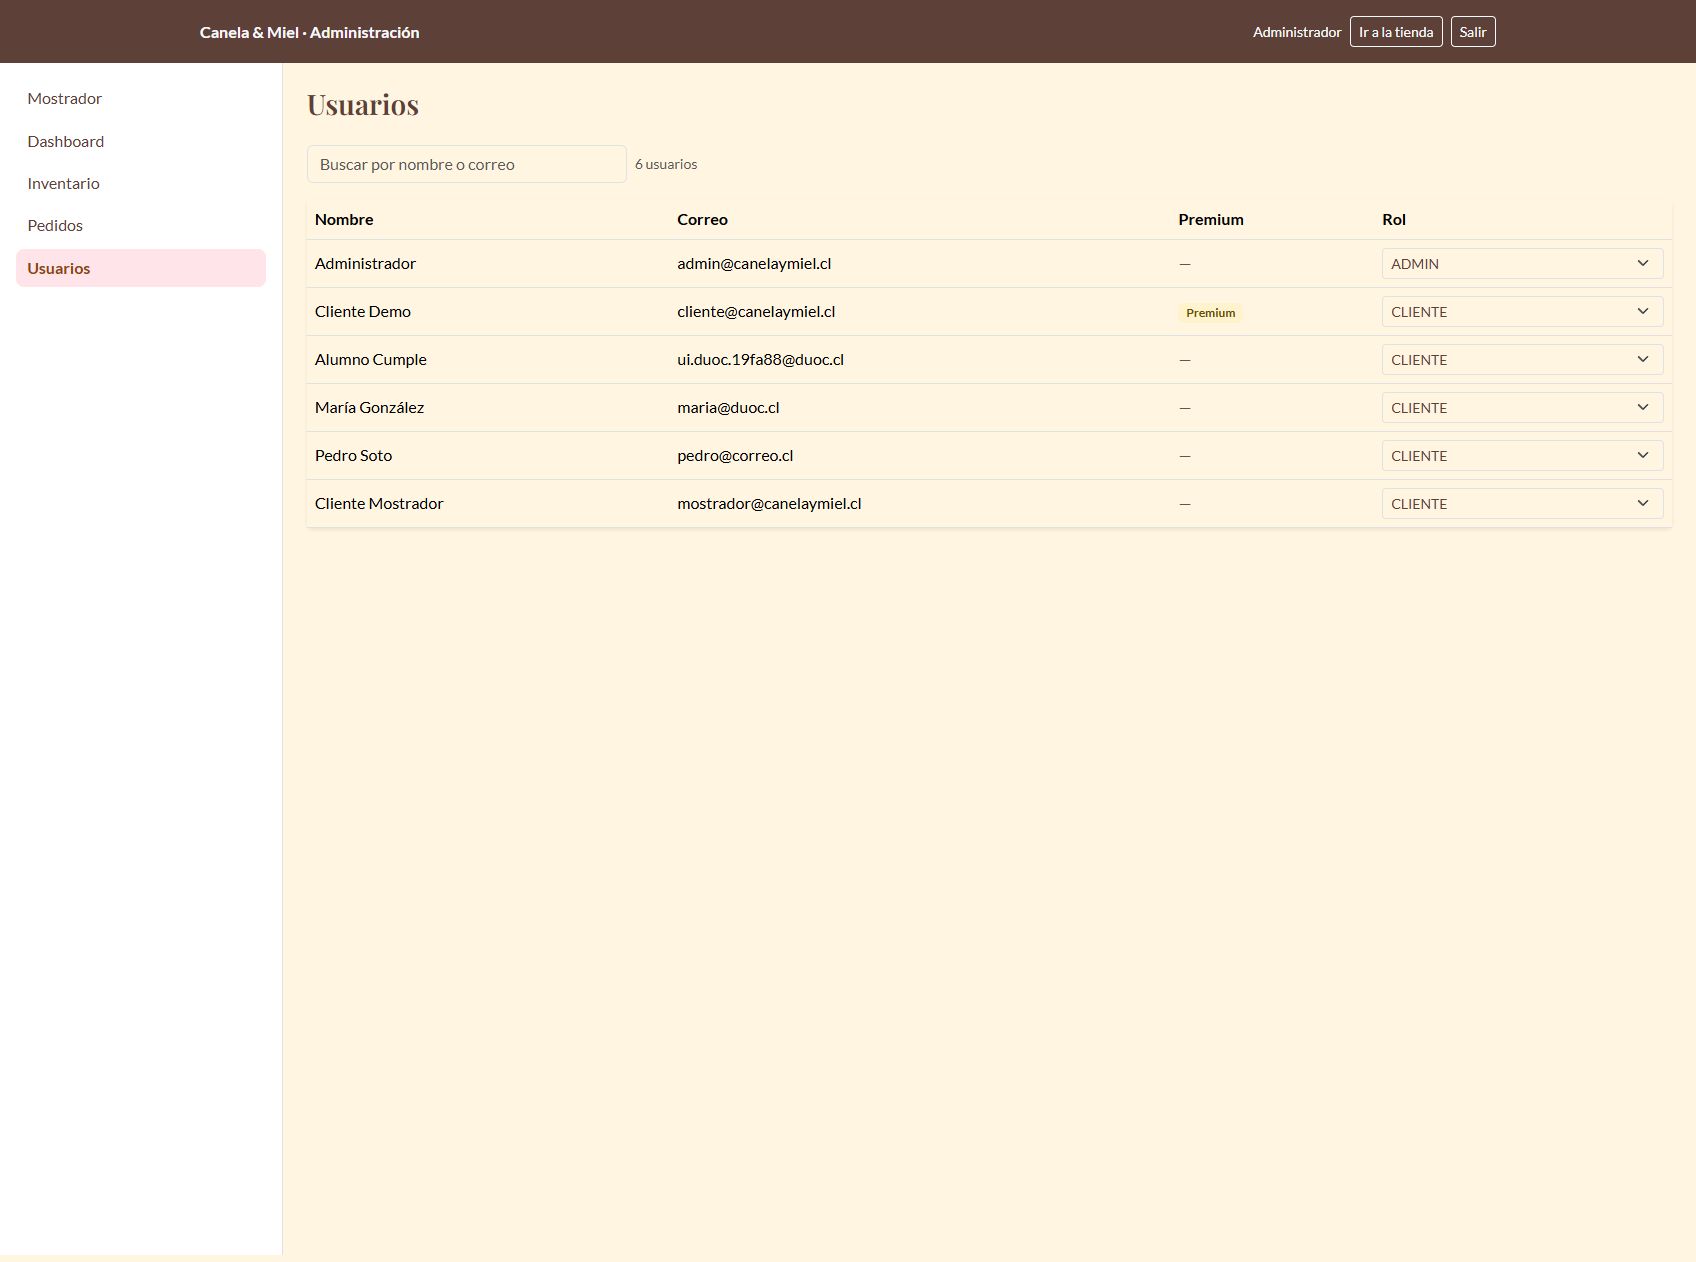 Canela & Miel · Administración
Administrador Ir a la tienda Salir
Mostrador
Dashboard
Inventario
Pedidos
Usuarios
Usuarios
Buscar por nombre o correo 6 usuarios
Nombre Correo Premium Rol
Administrador admin@canelaymiel.cl — ADMIN
Cliente Demo cliente@canelaymiel.cl Premium CLIENTE
Alumno Cumple ui.duoc.19fa88@duoc.cl — CLIENTE
María González maria@duoc.cl — CLIENTE
Pedro Soto pedro@correo.cl — CLIENTE
Cliente Mostrador mostrador@canelaymiel.cl — CLIENTE